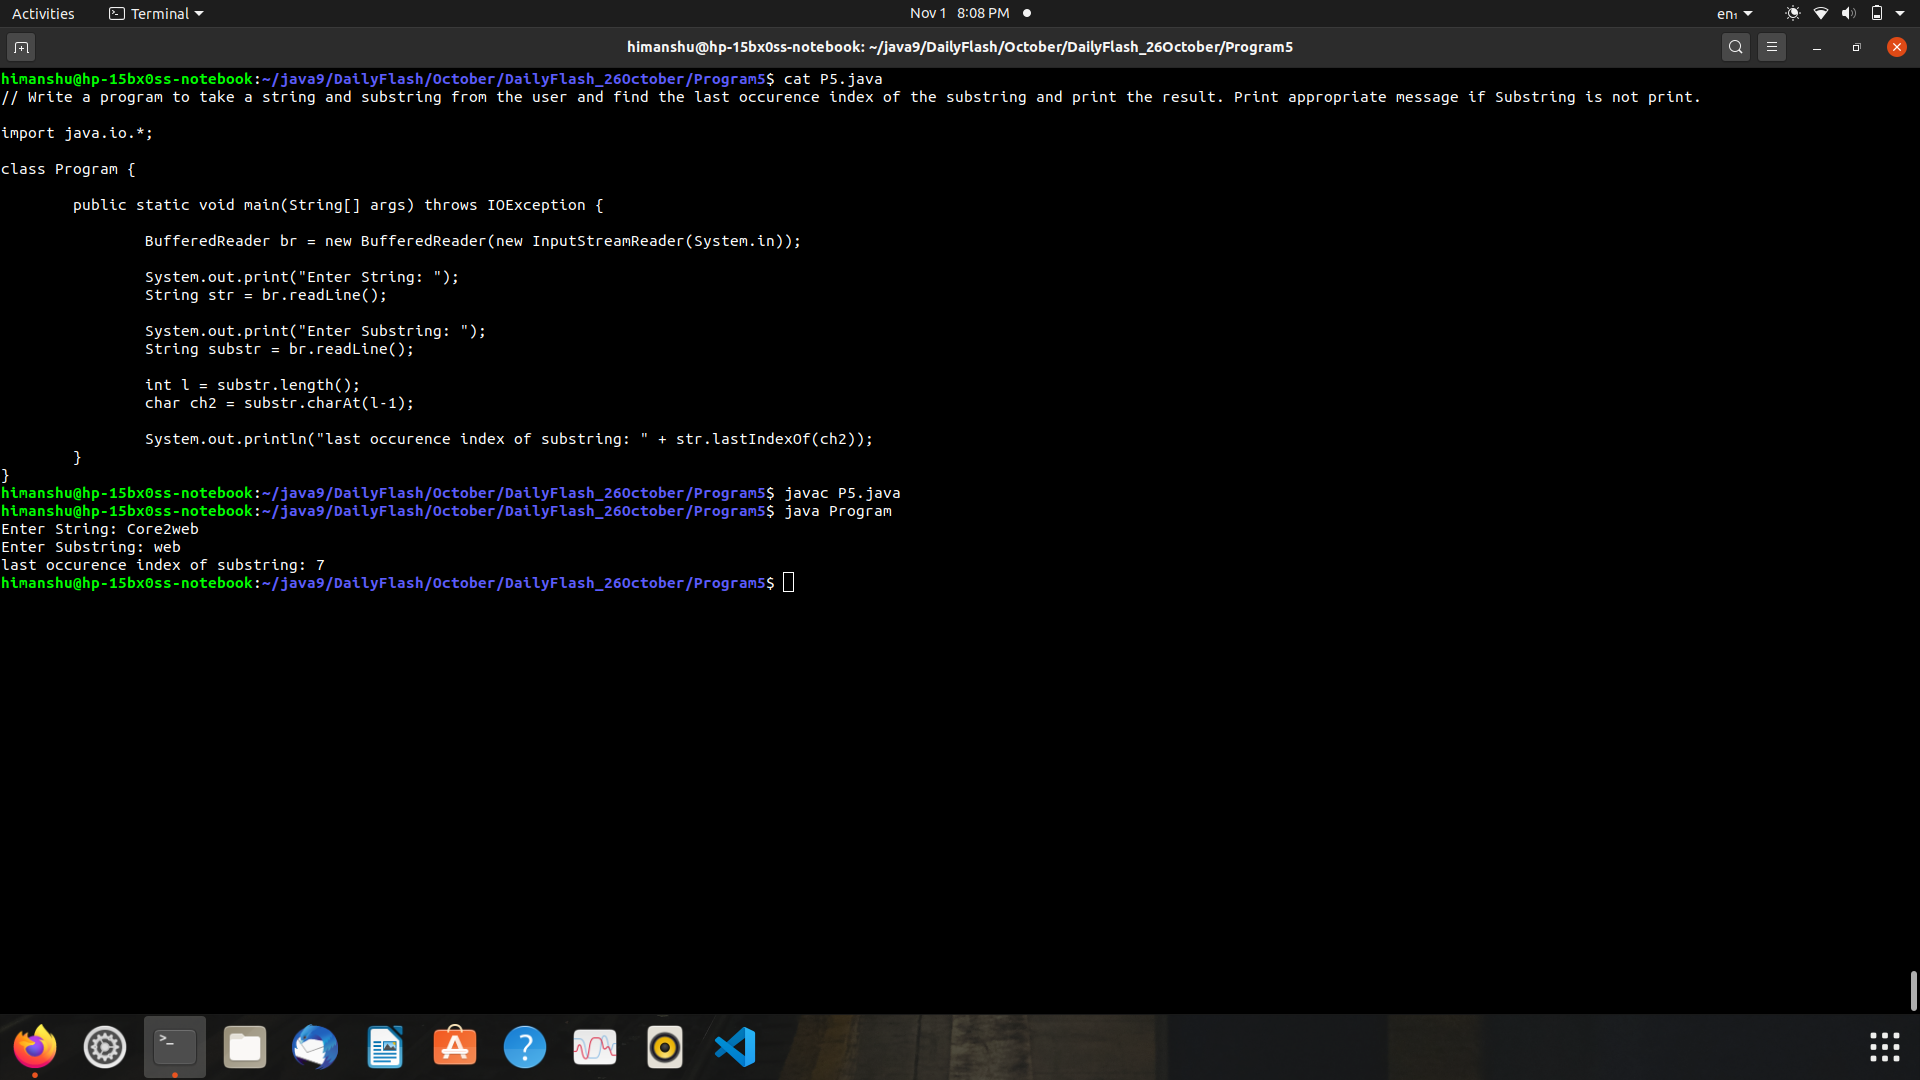 Activities Terminal Nov 1 8:08 PM en₁
himanshu@hp-15bx0ss-notebook: ~/java9/DailyFlash/October/DailyFlash_26October/Program5
himanshu@hp-15bx0ss-notebook:~/java9/DailyFlash/October/DailyFlash_26October/Program5$ cat P5.java
// Write a program to take a string and substring from the user and find the last occurence index of the substring and print the result. Print appropriate message if Substring is not print.
import java.io.*;
class Program {
public static void main(String[] args) throws IOException {
BufferedReader br = new BufferedReader(new InputStreamReader(System.in));
System.out.print("Enter String: ");
String str = br.readLine();
System.out.print("Enter Substring: ");
String substr = br.readLine();
int l = substr.length();
char ch2 = substr.charAt(l-1);
System.out.println("last occurence index of substring: " + str.lastIndexOf(ch2));
}
}
himanshu@hp-15bx0ss-notebook:~/java9/DailyFlash/October/DailyFlash_26October/Program5$ javac P5.java
himanshu@hp-15bx0ss-notebook:~/java9/DailyFlash/October/DailyFlash_26October/Program5$ java Program
Enter String: Core2web
Enter Substring: web
last occurence index of substring: 7
himanshu@hp-15bx0ss-notebook:~/java9/DailyFlash/October/DailyFlash_26October/Program5$